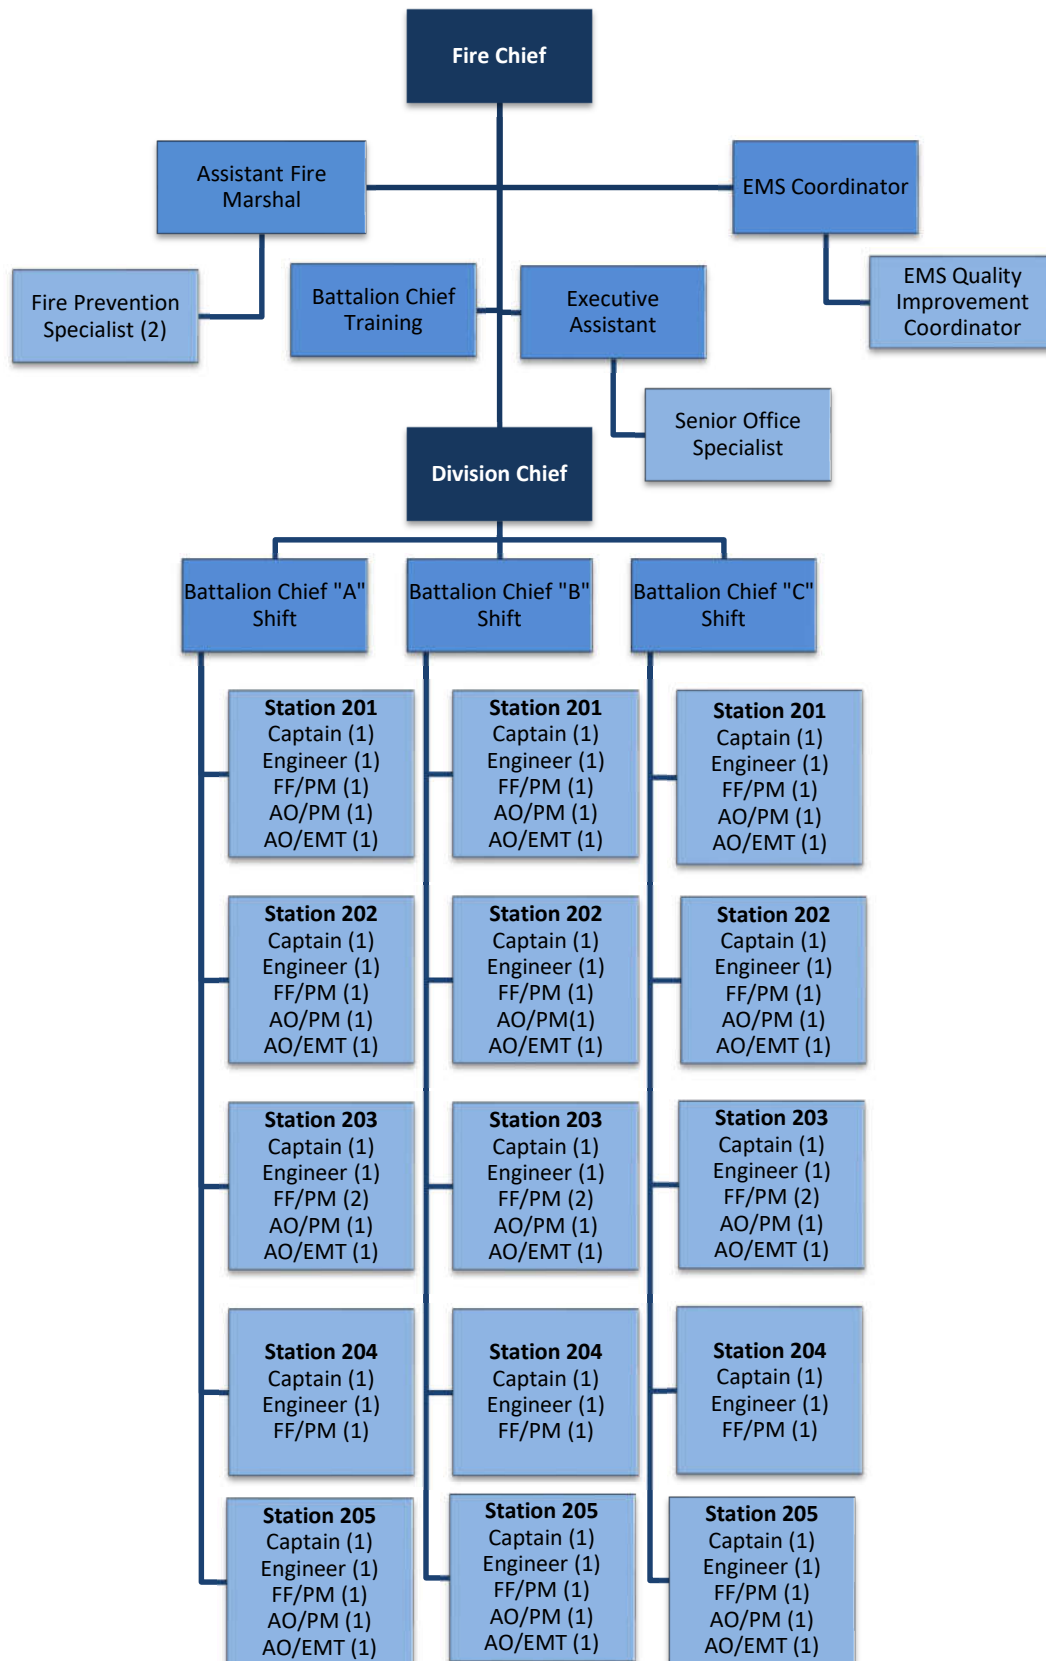 Fire Chief
Assistant Fire
Marshal
EMS Coordinator
Fire Prevention
Specialist (2)
Battalion Chief
Training
Executive
Assistant
EMS Quality
Improvement
Coordinator
Senior Office
Specialist
Division Chief
Battalion Chief "A"
Shift
Battalion Chief "B"
Shift
Battalion Chief "C"
Shift
Station 201
Captain (1)
Engineer (1)
FF/PM (1)
AO/PM (1)
AO/EMT (1)
Station 201
Captain (1)
Engineer (1)
FF/PM (1)
AO/PM (1)
AO/EMT (1)
Station 201
Captain (1)
Engineer (1)
FF/PM (1)
AO/PM (1)
AO/EMT (1)
Station 202
Captain (1)
Engineer (1)
FF/PM (1)
AO/PM (1)
AO/EMT (1)
Station 202
Captain (1)
Engineer (1)
FF/PM (1)
AO/PM(1)
AO/EMT (1)
Station 202
Captain (1)
Engineer (1)
FF/PM (1)
AO/PM (1)
AO/EMT (1)
Station 203
Captain (1)
Engineer (1)
FF/PM (2)
AO/PM (1)
AO/EMT (1)
Station 203
Captain (1)
Engineer (1)
FF/PM (2)
AO/PM (1)
AO/EMT (1)
Station 203
Captain (1)
Engineer (1)
FF/PM (2)
AO/PM (1)
AO/EMT (1)
Station 204
Captain (1)
Engineer (1)
FF/PM (1)
Station 204
Captain (1)
Engineer (1)
FF/PM (1)
Station 204
Captain (1)
Engineer (1)
FF/PM (1)
Station 205
Captain (1)
Engineer (1)
FF/PM (1)
AO/PM (1)
AO/EMT (1)
Station 205
Captain (1)
Engineer (1)
FF/PM (1)
AO/PM (1)
AO/EMT (1)
Station 205
Captain (1)
Engineer (1)
FF/PM (1)
AO/PM (1)
AO/EMT (1)